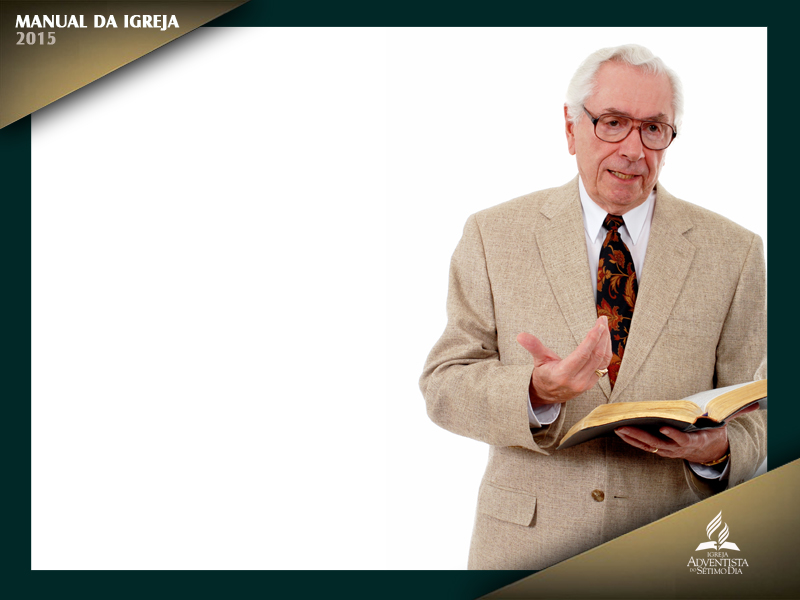 MANUAL DA IGREJA
2015
IGREJA
ADVENTISTA
DO SÉTIMO DIA